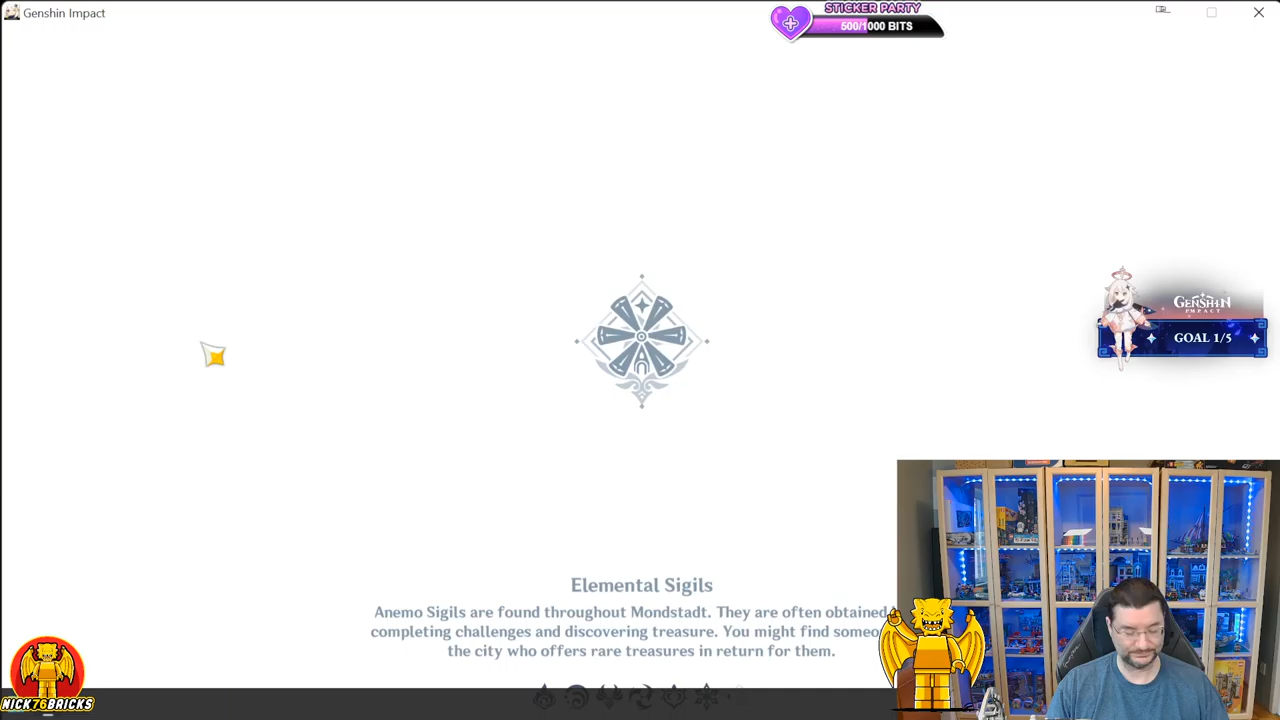 Genshin Impact
STICKER PARTY
500/1000 BITS
GENSHIN
IMPACT
GOAL 1/5
Elemental Sigils
Anemo Sigils are found throughout Mondstadt. They are often obtained
completing challenges and discovering treasure. You might find
the city who offers rare treasures in return for them.
NICK76BRICKS